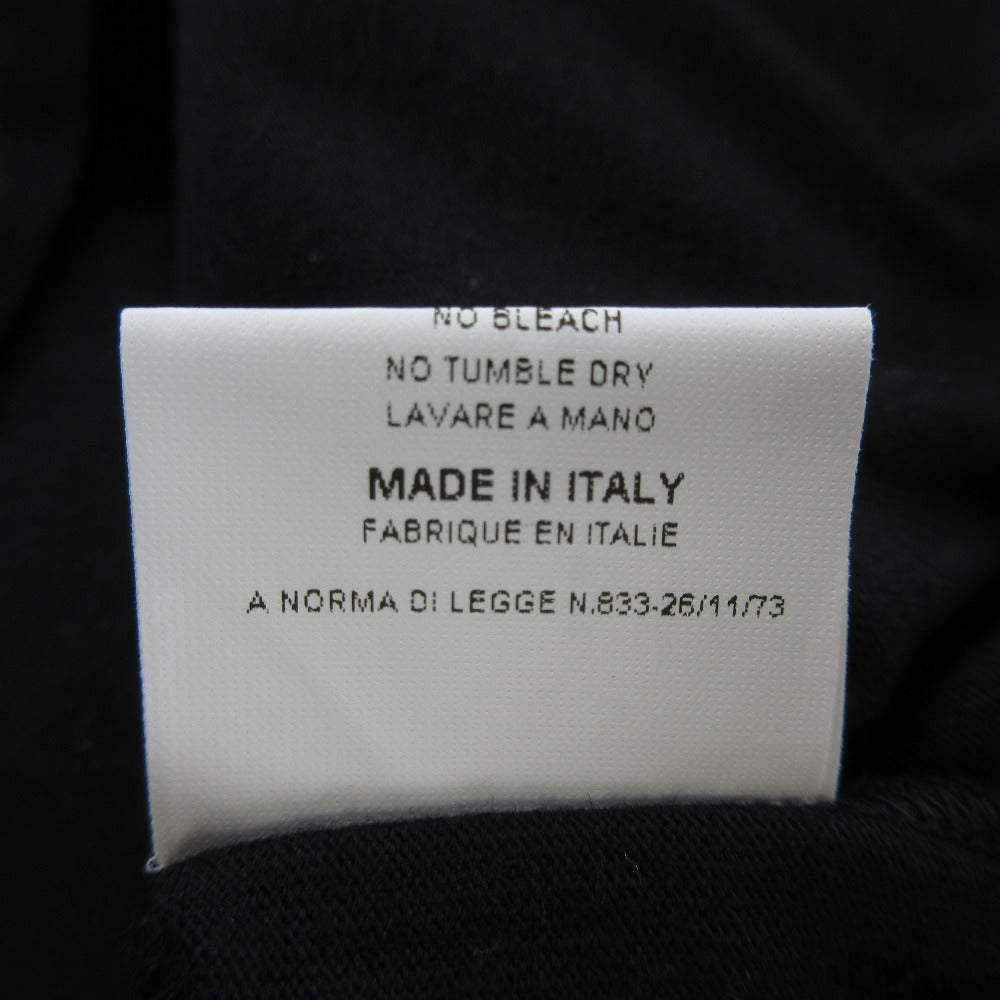 NO BLEACH
NO TUMBLE DRY
LAVARE A MANO
MADE IN ITALY
FABRIQUE EN ITALIE
A NORMA DI LEGGE N.833-26/11/73